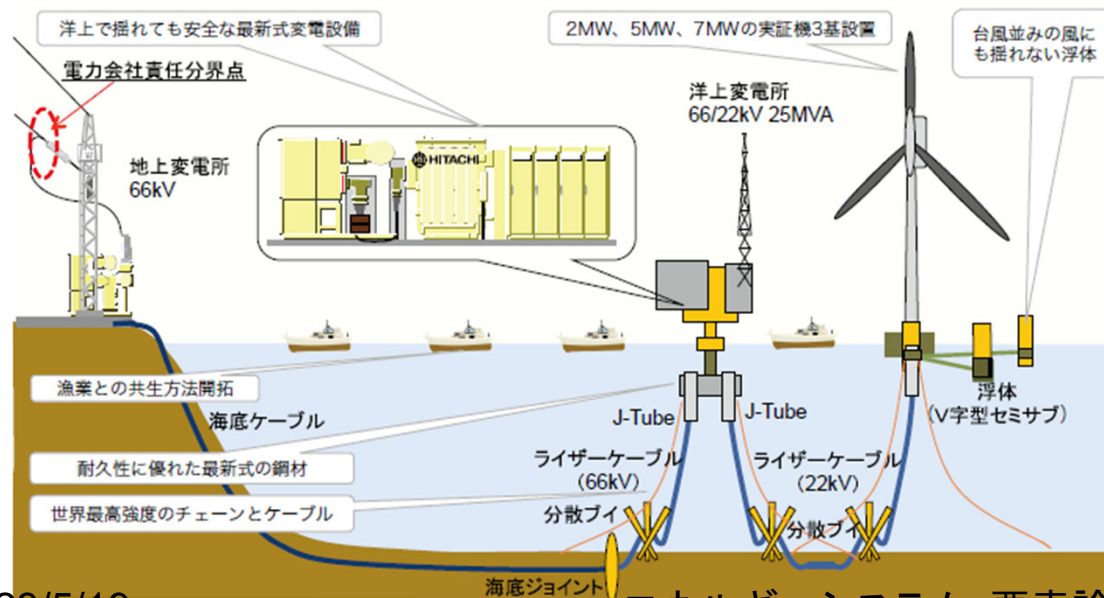 洋上で揺れても安全な最新式変電設備
2MW、5MW、7MWの実証機3基設置
台風並みの風に
も揺れない浮体
電力会社責任分界点
洋上変電所
66/22kV 25MVA
地上変電所
66kV
HITACHI
漁業との共生方法開拓
海底ケーブル
J-Tube
J-Tube
浮体
(V字型セミサブ)
耐久性に優れた最新式の鋼材
ライザーケーブル
(66kV)
ライザーケーブル
(22kV)
世界最高強度のチェーンとケーブル
分散ブイ
分散ブイ
海底ジョイント